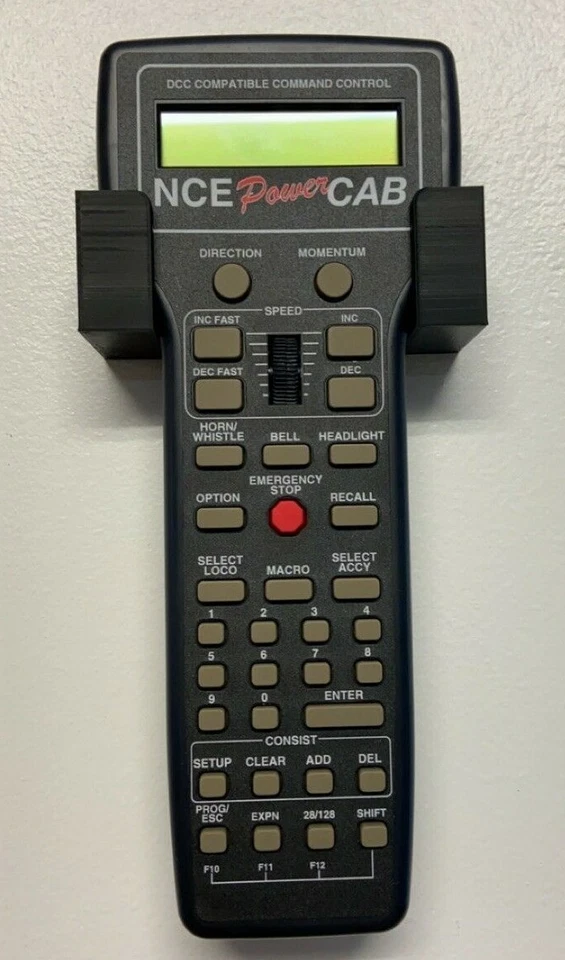 DCC COMPATIBLE COMMAND CONTROL
NCE Power CAB
DIRECTION MOMENTUM
SPEED
INC FAST INC
DEC FAST DEC
HORN/
WHISTLE BELL HEADLIGHT
EMERGENCY
STOP
OPTION RECALL
SELECT
LOCO MACRO SELECT
ACCY
1 2 3 4
5 6 7 8
9 0 ENTER
CONSIST
SETUP CLEAR ADD DEL
PROG/
ESC EXPN 28/128 SHIFT
F10 F11 F12